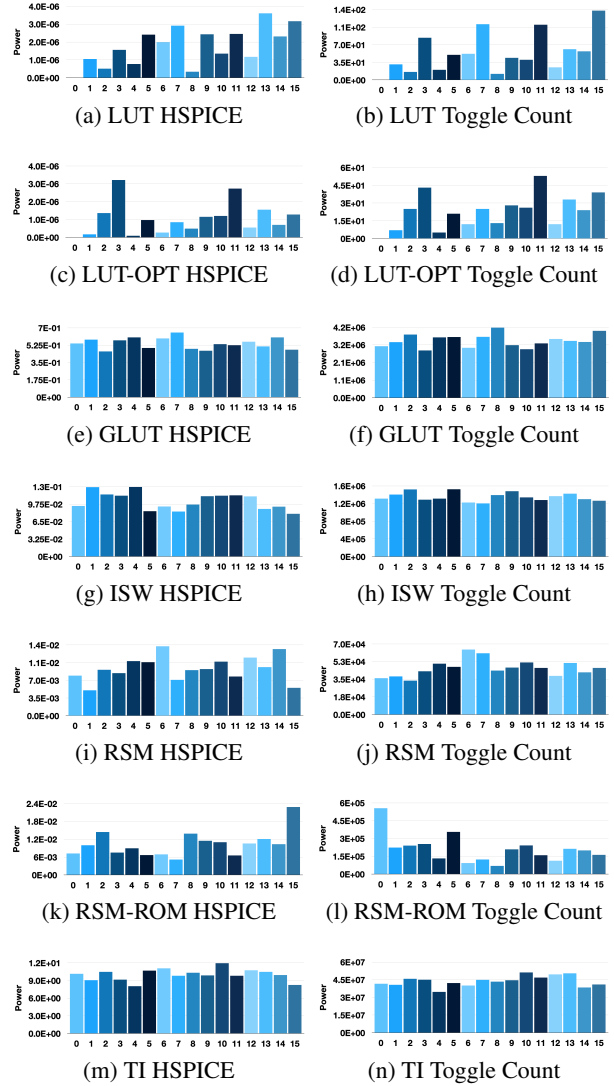 Power
4.0E-06
3.0E-06
2.0E-06
1.0E-06
0.0E+00
0 1 2 3 4 5 6 7 8 9 10 11 12 13 14 15
(a) LUT HSPICE
Power
1.4E+02
1.0E+02
7.0E+01
3.5E+01
0E+00
0 1 2 3 4 5 6 7 8 9 10 11 12 13 14 15
(b) LUT Toggle Count
Power
4.0E-06
3.0E-06
2.0E-06
1.0E-06
0.0E+00
0 1 2 3 4 5 6 7 8 9 10 11 12 13 14 15
(c) LUT-OPT HSPICE
Power
6E+01
4E+01
3E+01
1E+01
0E+00
0 1 2 3 4 5 6 7 8 9 10 11 12 13 14 15
(d) LUT-OPT Toggle Count
Power
7E-01
5.25E-01
3.5E-01
1.75E-01
0E+00
0 1 2 3 4 5 6 7 8 9 10 11 12 13 14 15
(e) GLUT HSPICE
Power
4.2E+06
3.2E+06
2.1E+06
1.1E+06
0E+00
0 1 2 3 4 5 6 7 8 9 10 11 12 13 14 15
(f) GLUT Toggle Count
Power
1.3E-01
9.75E-02
6.5E-02
3.25E-02
0E+00
0 1 2 3 4 5 6 7 8 9 10 11 12 13 14 15
(g) ISW HSPICE
Power
1.6E+06
1.2E+06
8.0E+05
4.0E+05
0E+00
0 1 2 3 4 5 6 7 8 9 10 11 12 13 14 15
(h) ISW Toggle Count
Power
1.4E-02
1.1E-02
7.0E-03
3.5E-03
0.0E+00
0 1 2 3 4 5 6 7 8 9 10 11 12 13 14 15
(i) RSM HSPICE
Power
7.0E+04
5.3E+04
3.5E+04
1.8E+04
0.0E+00
0 1 2 3 4 5 6 7 8 9 10 11 12 13 14 15
(j) RSM Toggle Count
Power
2.4E-02
1.8E-02
1.2E-02
6E-03
0E+00
0 1 2 3 4 5 6 7 8 9 10 11 12 13 14 15
(k) RSM-ROM HSPICE
Power
6E+05
4.5E+05
3E+05
1.5E+05
0E+00
0 1 2 3 4 5 6 7 8 9 10 11 12 13 14 15
(l) RSM-ROM Toggle Count
Power
1.2E+01
9.0E+00
6.0E+00
3.0E+00
0.0E+00
0 1 2 3 4 5 6 7 8 9 10 11 12 13 14 15
(m) TI HSPICE
Power
6E+07
4.5E+07
3E+07
1.5E+07
0E+00
0 1 2 3 4 5 6 7 8 9 10 11 12 13 14 15
(n) TI Toggle Count